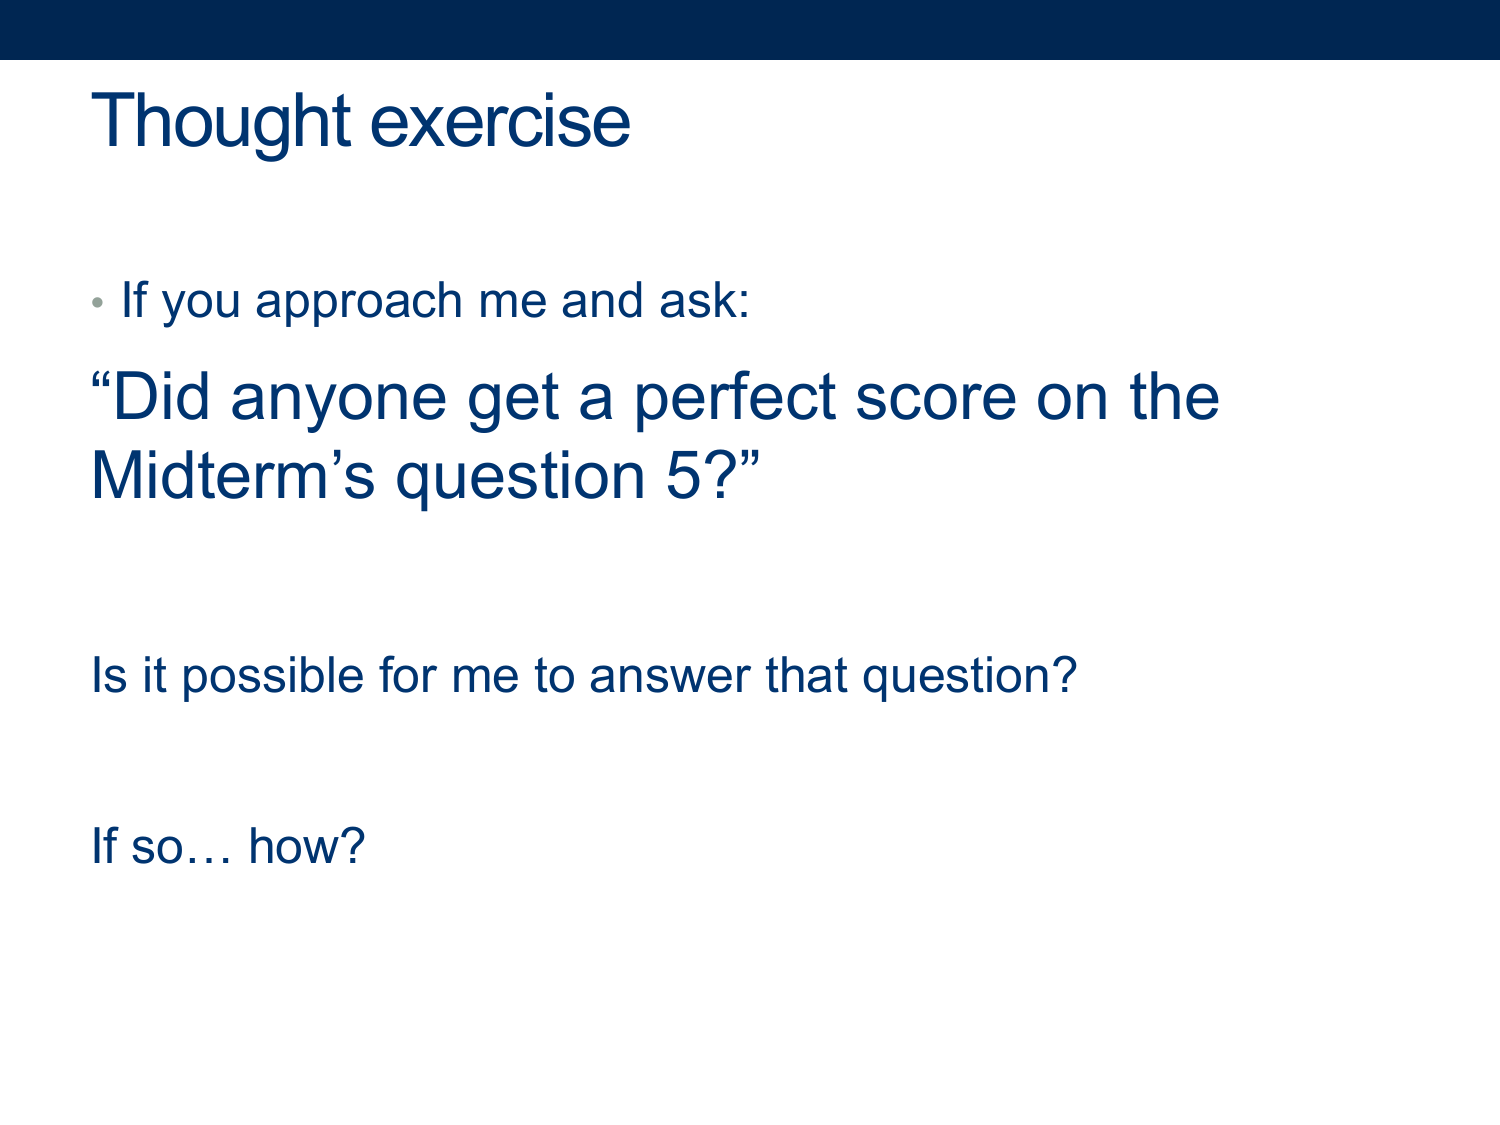 Thought exercise
• If you approach me and ask:
“Did anyone get a perfect score on the
Midterm’s question 5?”
Is it possible for me to answer that question?
If so… how?